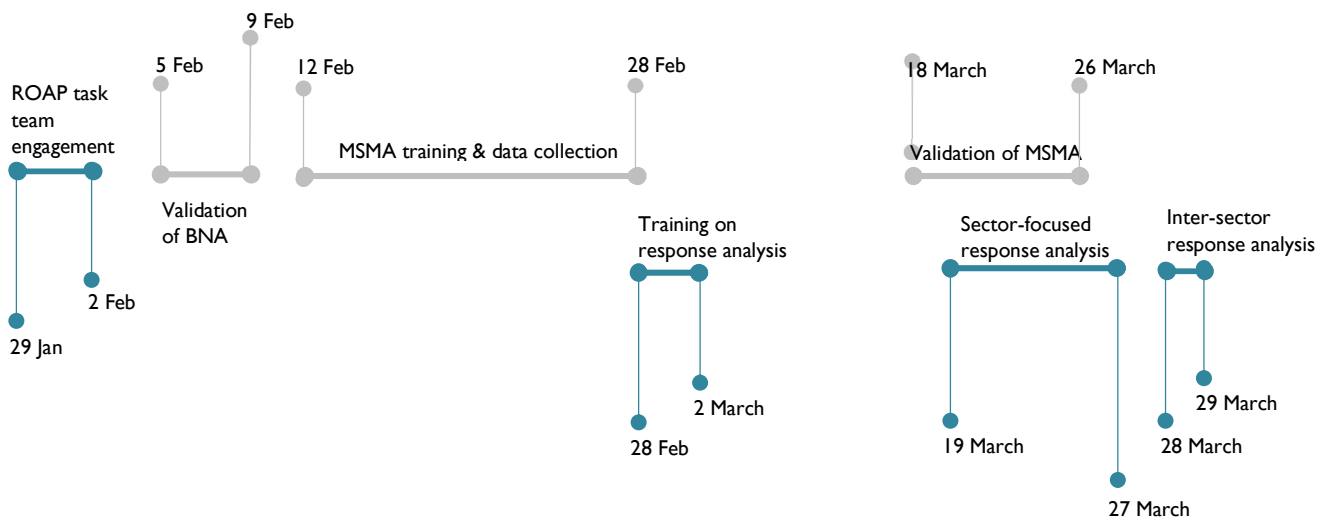 9 Feb
5 Feb
12 Feb
28 Feb
18 March
26 March
ROAP task
team
engagement
MSMA training & data collection
Validation of MSMA
Validation
of BNA
Training on
response analysis
Sector-focused
response analysis
Inter-sector
response analysis
2 Feb
29 Jan
2 March
28 Feb
29 March
19 March
28 March
27 March